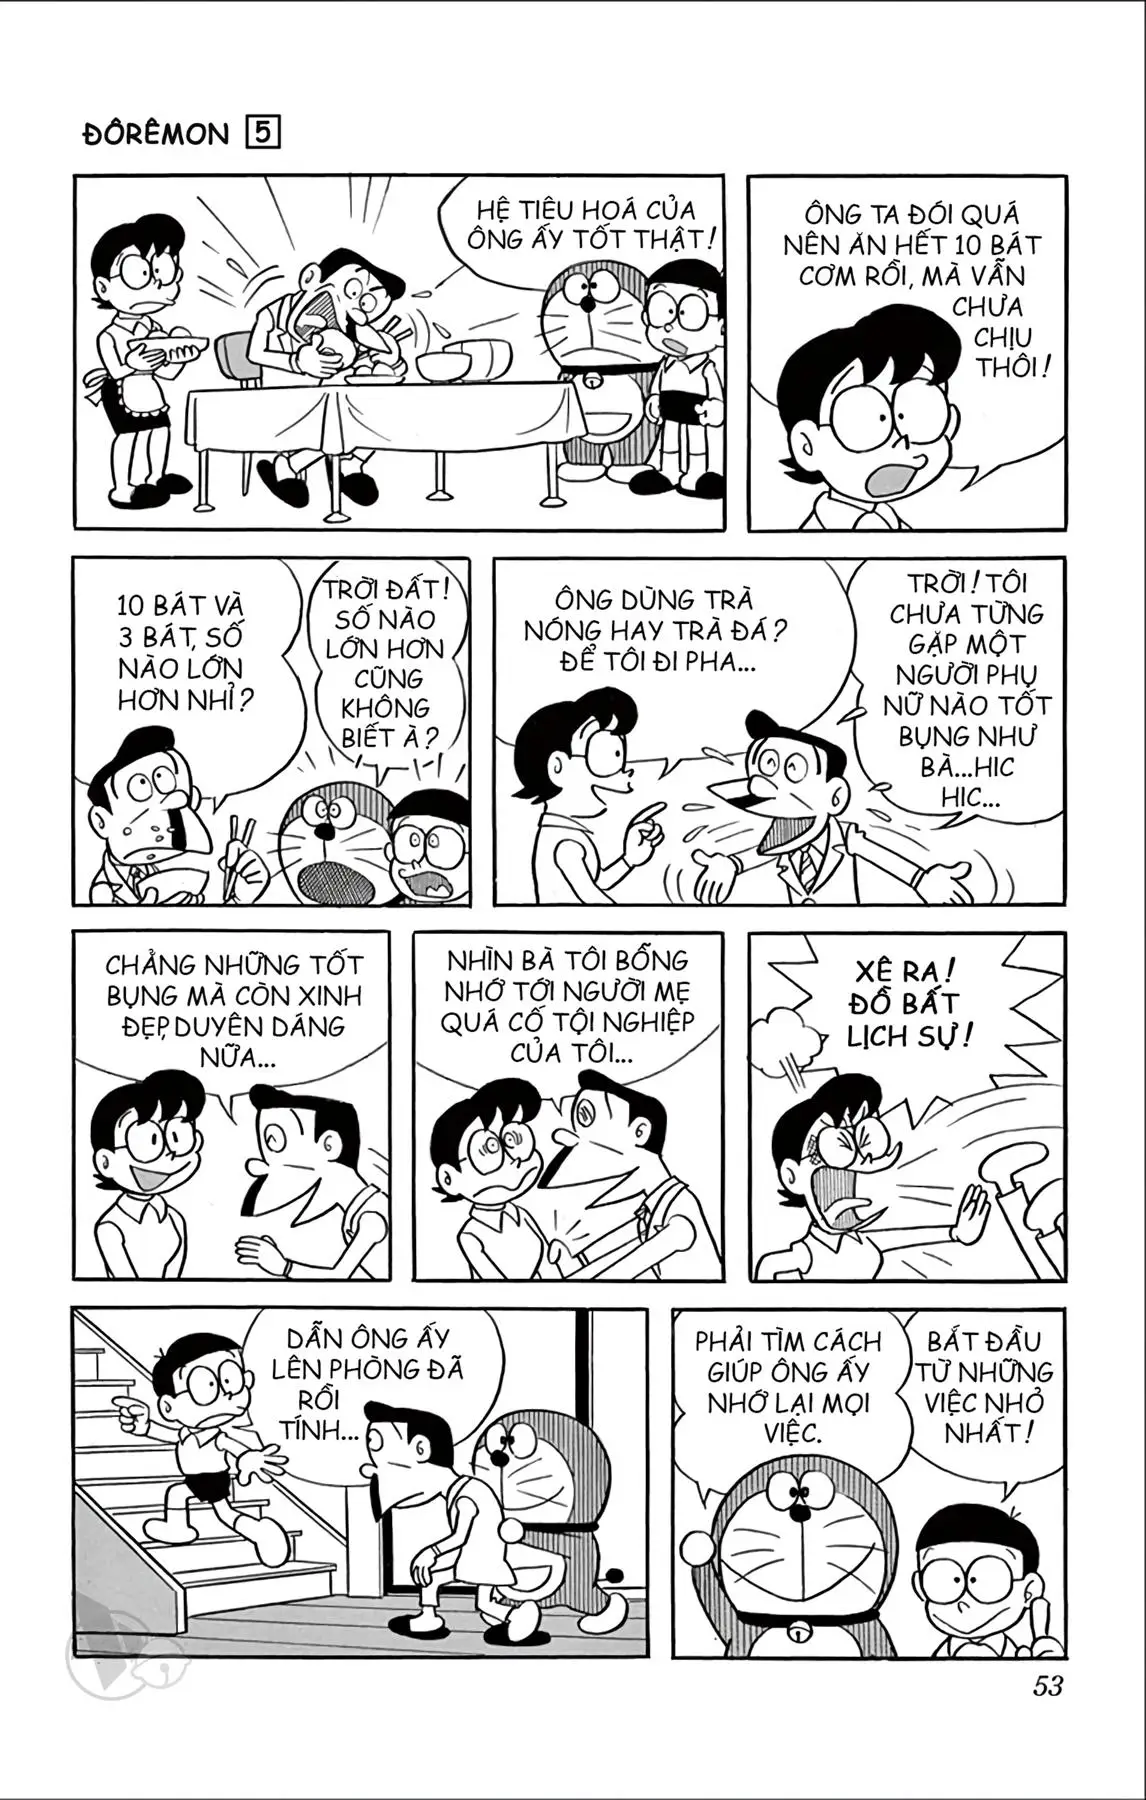 ĐÔRÊMON 5
HỆ TIÊU HOÁ CỦA
ÔNG ẤY TỐT THẬT!
ÔNG TA ĐÓI QUÁ
NÊN ĂN HẾT 10 BÁT
CƠM RỒI, MÀ VẪN
CHƯA
CHỊU
THÔI!
10 BÁT VÀ
3 BÁT, SỐ
NÀO LỚN
HƠN NHỈ?
TRỜI ĐẤT!
SỐ NÀO
LỚN HƠN
CŨNG
KHÔNG
BIẾT À?
ÔNG DÙNG TRÀ
NÓNG HAY TRÀ ĐÁ?
ĐỂ TÔI ĐI PHA...
TRỜI! TÔI
CHƯA TỪNG
GẶP MỘT
NGƯỜI PHỤ
NỮ NÀO TỐT
BỤNG NHƯ
BÀ...HIC
HIC...
CHẲNG NHỮNG TỐT
BỤNG MÀ CÒN XINH
ĐẸP, DUYÊN DÁNG
NỮA...
NHÌN BÀ TÔI BỖNG
NHỚ TỚI NGƯỜI MẸ
QUÁ CỐ TỘI NGHIỆP
CỦA TÔI...
XÊ RA!
ĐỒ BẤT
LỊCH SỰ!
DẪN ÔNG ẤY
LÊN PHÒNG ĐÃ
RỒI
TÍNH...
PHẢI TÌM CÁCH
GIÚP ÔNG ẤY
NHỚ LẠI MỌI
VIỆC.
BẮT ĐẦU
TỪ NHỮNG
VIỆC NHỎ
NHẤT!
53